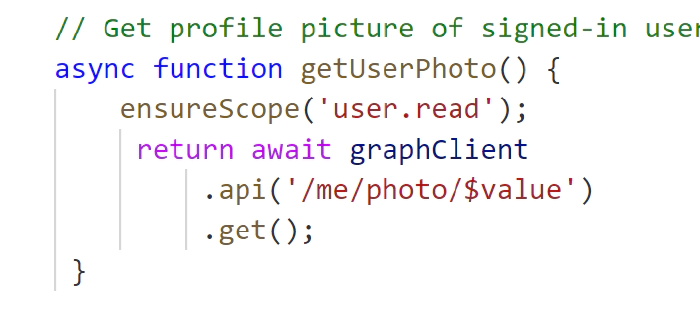 // Get profile picture of signed-in user
async function getUserPhoto() {
ensureScope('user.read');
return await graphClient
.api('/me/photo/$value')
.get();
}